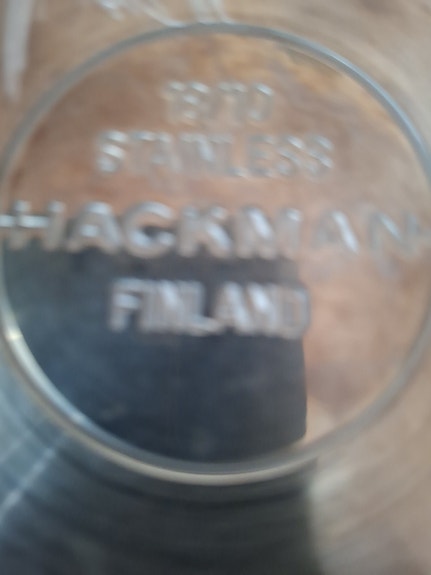 18/10
STAINLESS
HACKMAN
FINLAND